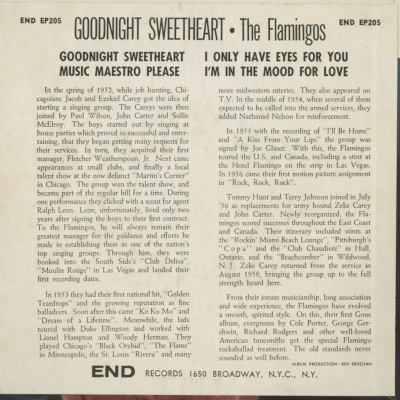 END EP205
GOODNIGHT SWEETHEART • The Flamingos
END EP205
GOODNIGHT SWEETHEART
MUSIC MAESTRO PLEASE
I ONLY HAVE EYES FOR YOU
I'M IN THE MOOD FOR LOVE
In the spring of 1952, while job hunting, Chi-
cagoians Jacob and Ezekiel Carey got the idea of
starting a singing group. The Careys were then
joined by Paul Wilson, John Carter and Sollie
McElroy. The boys started out by singing at
house parties which proved so successful and enter-
taining, that they began getting many requests for
their services. In turn, they acquired their first
manager, Fletcher Weatherspoon, Jr. Next came
appearances at small clubs, and finally a local
talent show at the now defunct "Martin's Corner"
in Chicago. The group won the talent show, and
became part of the regular bill for a time. During
one performance they clicked with a scout for agent
Ralph Leon. Leon, unfortunately, lived only two
years after signing the boys to their first contract.
To the Flamingos, he will always remain their
greatest manager for the guidance and efforts he
made in establishing them as one of the nation's
top singing groups. Through him, they were
booked into the South Side's "Club Delisa",
"Moulin Rouge" in Las Vegas and landed their
first recording dates.
In 1953 they had their first national hit, "Golden
Teardrops" and the growing reputation as fine
balladeers. Soon after this came "Ko Ko Mo" and
"Dream of a Lifetime". Meanwhile, the lads
toured with Duke Ellington and worked with
Lionel Hampton and Woody Herman. They
played Chicago's "Black Orchid", "The Flame"
in Minneapolis, the St. Louis "Rivera" and many
more midwestern niteries. They also appeared on
T.V. In the middle of 1954, when several of them
expected to be called into the armed services, they
added Nathaniel Nelson for reinforcement.
In 1955 with the recording of "I'll Be Home"
and "A Kiss From Your Lips" the group was
signed by Joe Glaser. With this, the Flamingos
toured the U.S. and Canada, including a stint at
the Hotel Flamingo on the strip in Las Vegas.
In 1956 came their first motion picture assignment
in "Rock, Rock, Rock".
Tommy Hunt and Terry Johnson joined in July
'56 as replacements for army bound Zeke Carey
and John Carter. Newly reorganized, the Fla-
mingos scored successes throughout the East Coast
and Canada. Their itinerary included stints at
the "Rockin' Miami Beach Lounge", "Pittsburgh's
"Copa" and the "Club Chaudiere" in Hull,
Ontario, and the "Beachcomber" in Wildwood,
N. J. Zeke Carey returned from the service in
August 1958, bringing the group up to the full
strength heard here.
From their innate musicianship, long association
and wide experience, the Flamingos have evolved
a smooth, spirited style. On this, their first Gone
album, evergreens by Cole Porter, George Ger-
shwin, Richard Rodgers and other well-loved
American tunesmiths get the special Flamingo
rockaballad treatment. The old standards never
sounded as well before.
ALBUM PRODUCTION - KEY DEVEJIAN
END RECORDS 1650 BROADWAY, N.Y.C., N.Y.